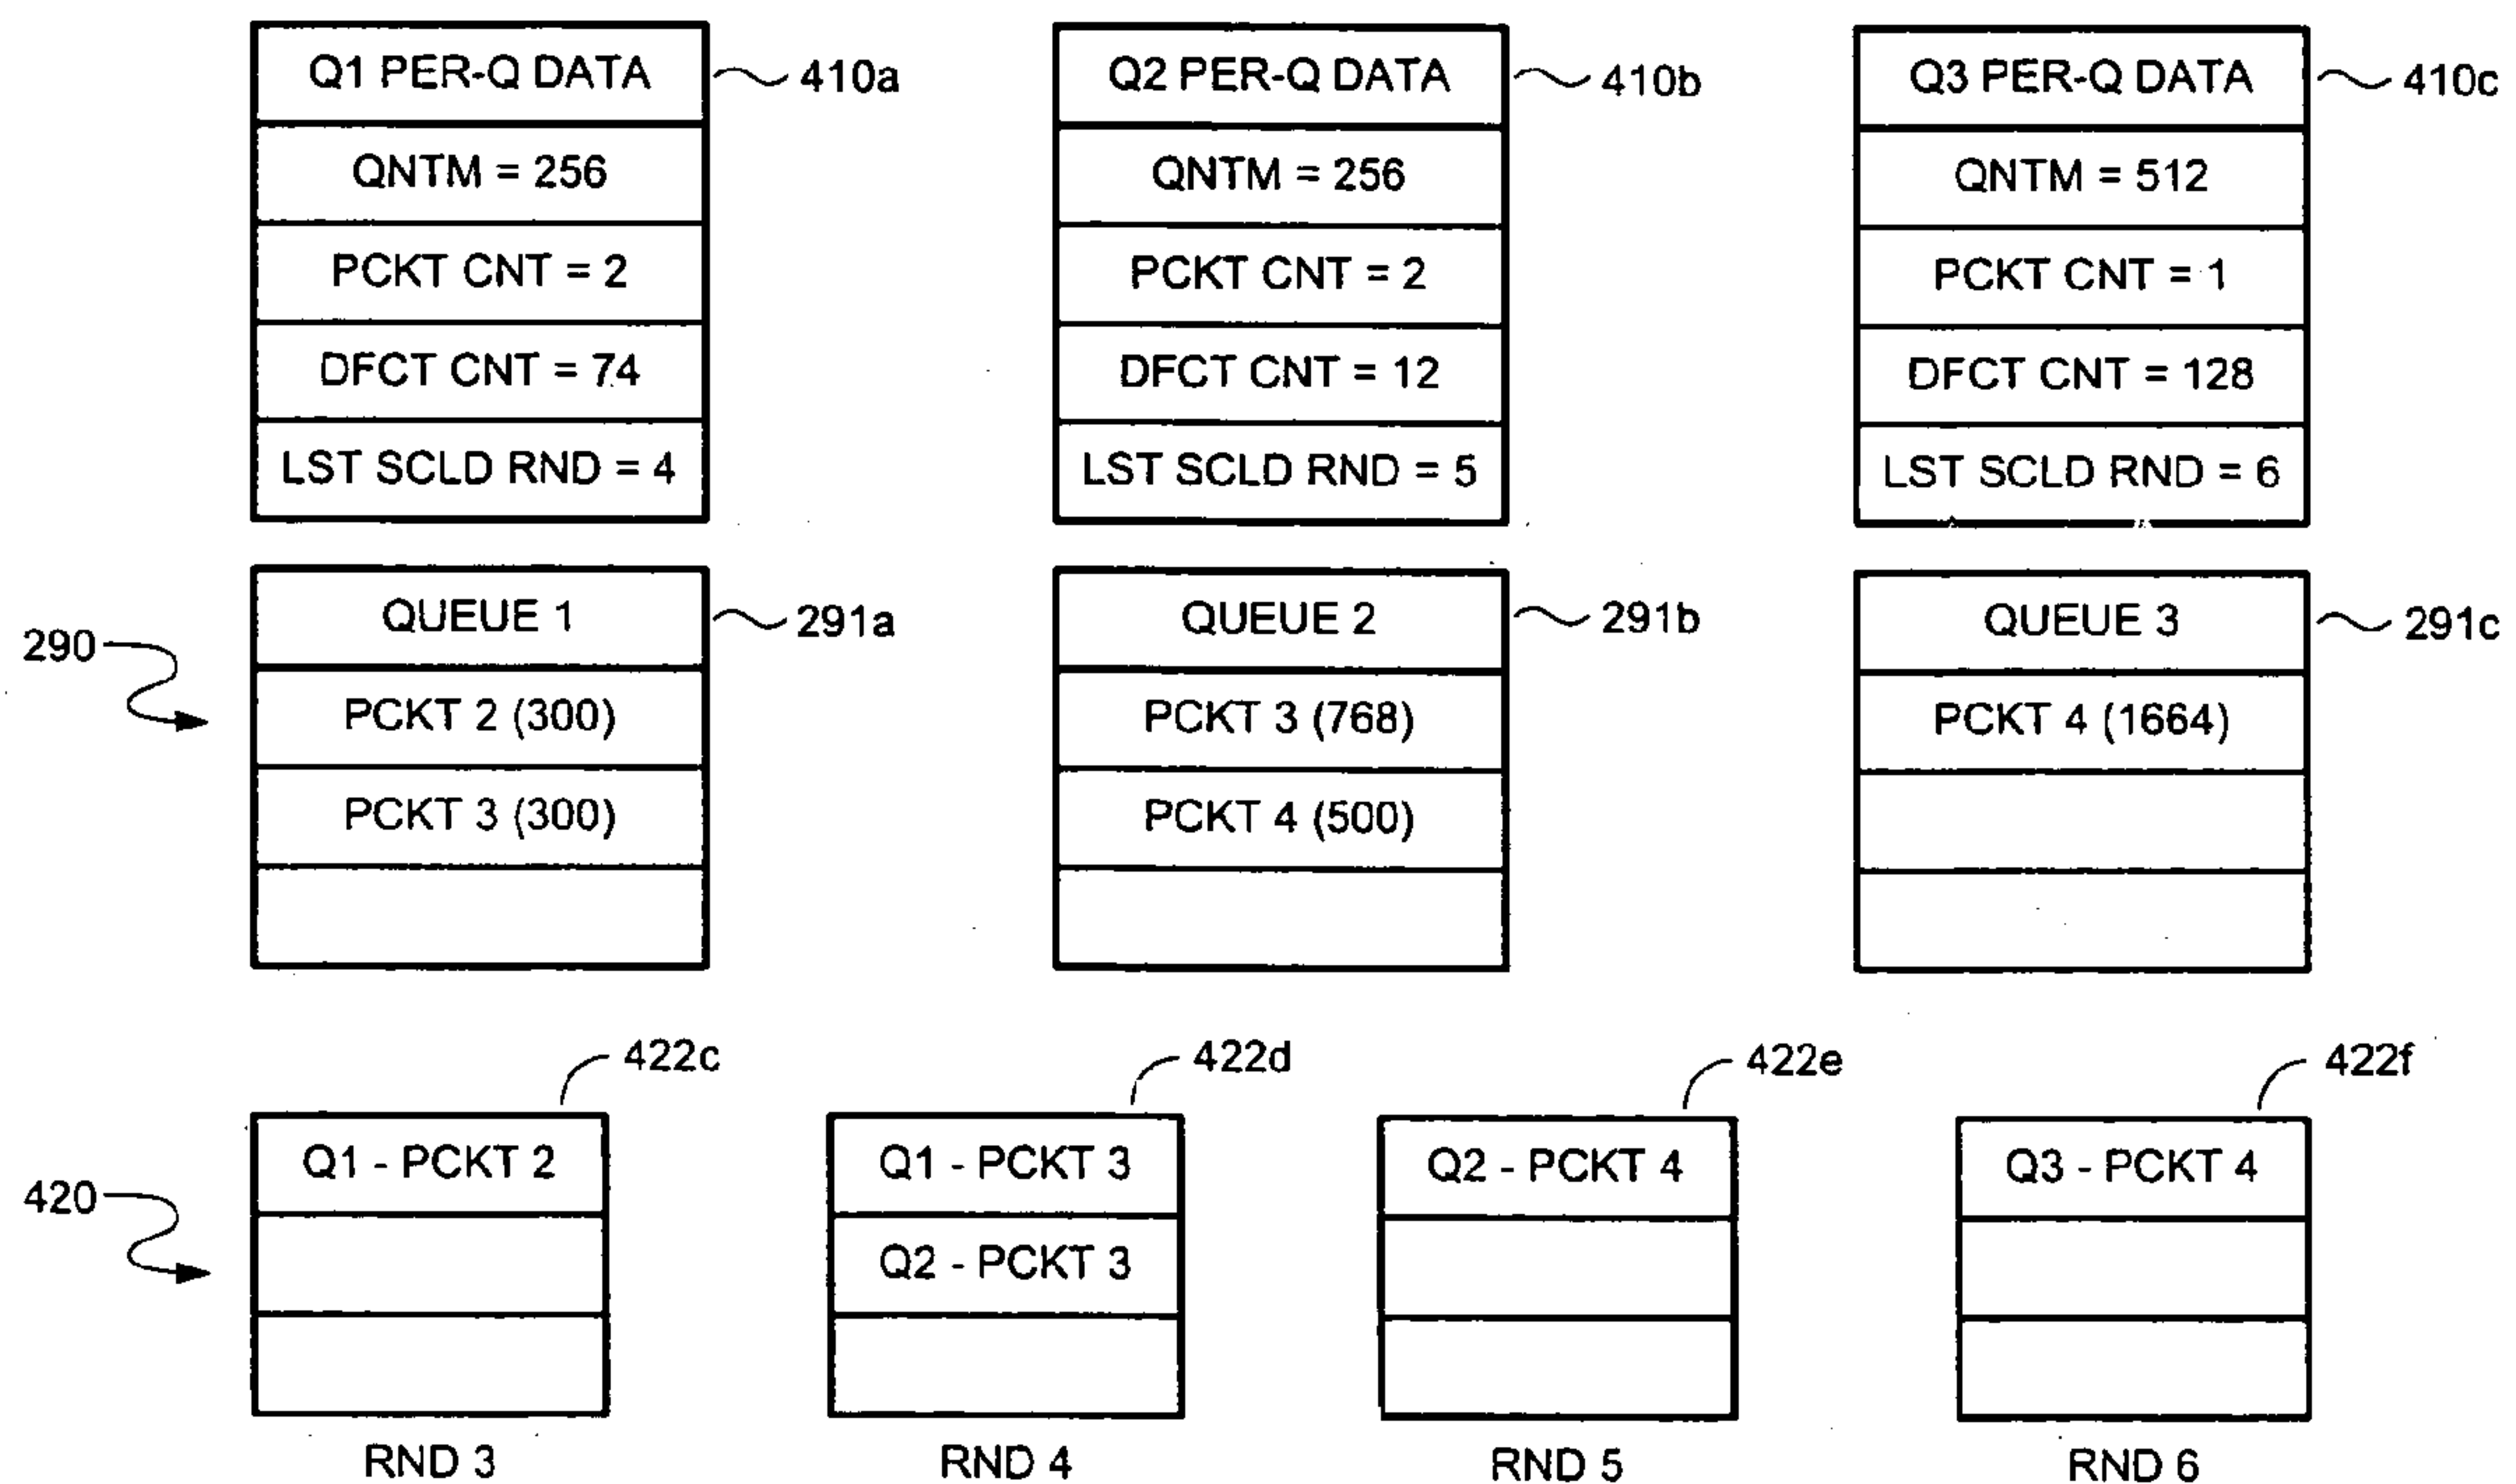 Q1 PER-Q DATA
410a
QNTM = 256
PCKT CNT = 2
DFCT CNT = 74
LST SCLD RND = 4
Q2 PER-Q DATA
410b
QNTM = 256
PCKT CNT = 2
DFCT CNT = 12
LST SCLD RND = 5
Q3 PER-Q DATA
410c
QNTM = 512
PCKT CNT = 1
DFCT CNT = 128
LST SCLD RND = 6
290
QUEUE 1
291a
PCKT 2 (300)
PCKT 3 (300)
QUEUE 2
291b
PCKT 3 (768)
PCKT 4 (500)
QUEUE 3
291c
PCKT 4 (1664)
420
422c
Q1 - PCKT 2
RND 3
422d
Q1 - PCKT 3
Q2 - PCKT 3
RND 4
422e
Q2 - PCKT 4
RND 5
422f
Q3 - PCKT 4
RND 6